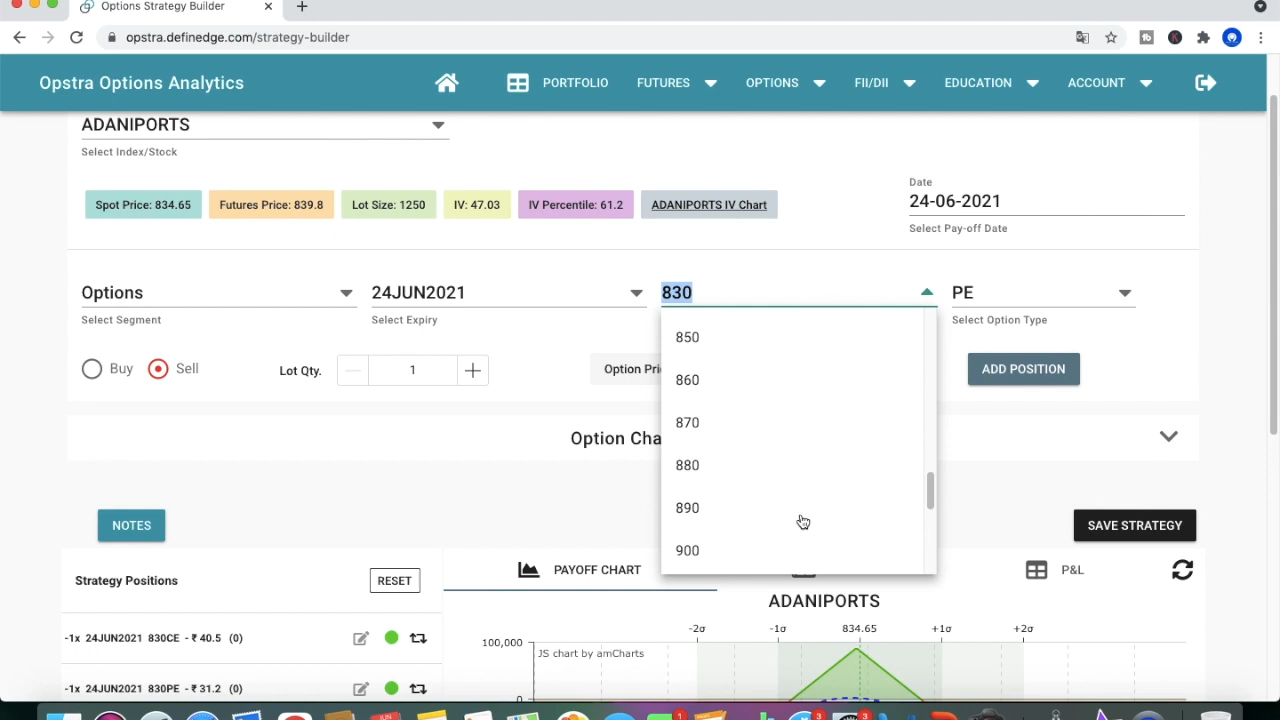 Options Strategy Builder
opstra.definedge.com/strategy-builder
Opstra Options Analytics
PORTFOLIO
FUTURES
OPTIONS
FII/DII
EDUCATION
ACCOUNT
ADANIPORTS
Select Index/Stock
Spot Price: 834.65
Futures Price: 839.8
Lot Size: 1250
IV: 47.03
IV Percentile: 61.2
ADANIPORTS IV Chart
Date
24-06-2021
Select Pay-off Date
Options
Select Segment
24JUN2021
Select Expiry
830
PE
Select Option Type
850
860
870
880
890
900
Buy
Sell
Lot Qty.
1
Option Pri
ADD POSITION
Option Cha
NOTES
SAVE STRATEGY
Strategy Positions
RESET
PAYOFF CHART
P&L
ADANIPORTS
-1x 24JUN2021 830CE - ₹ 40.5 (0)
-1x 24JUN2021 830PE - ₹ 31.2 (0)
-2σ
-1σ
834.65
+1σ
+2σ
100,000
JS chart by amCharts
0